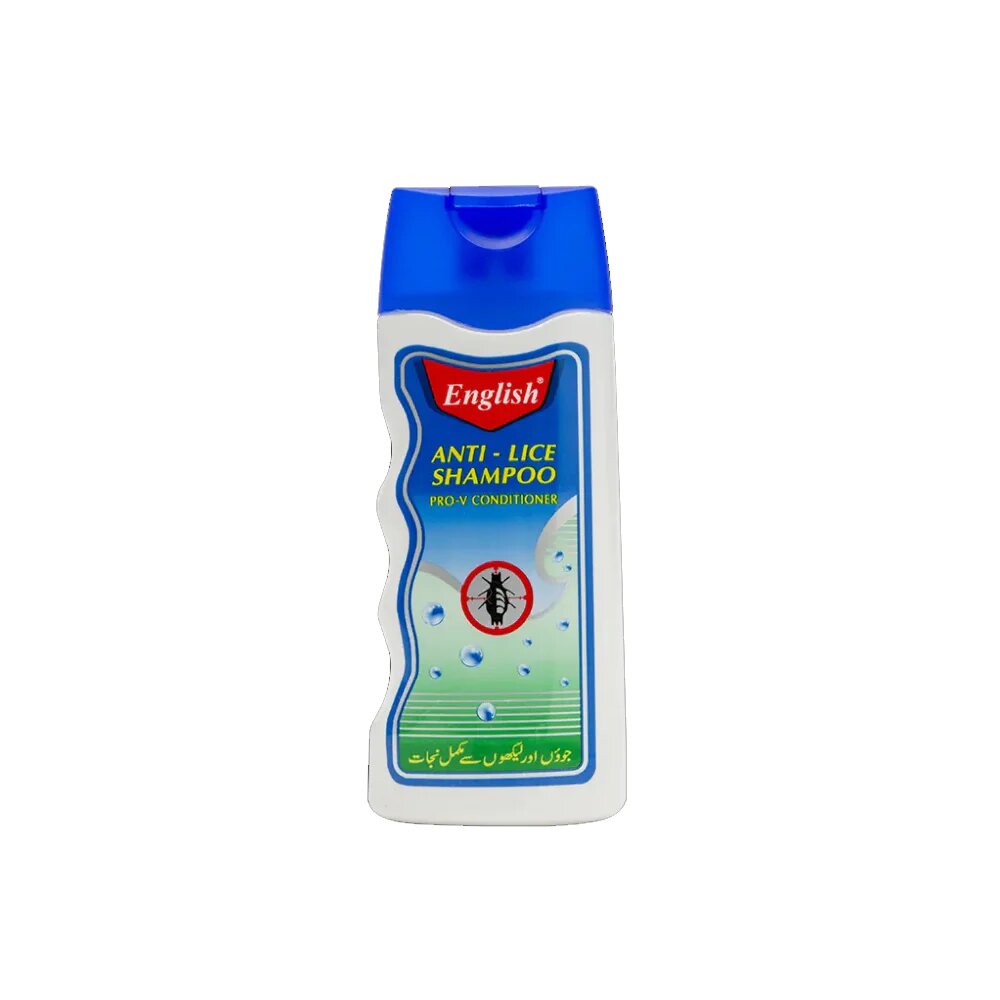 English®
ANTI - LICE
SHAMPOO
PRO-V CONDITIONER
جوؤں اور لیکھوں سے مکمل نجات